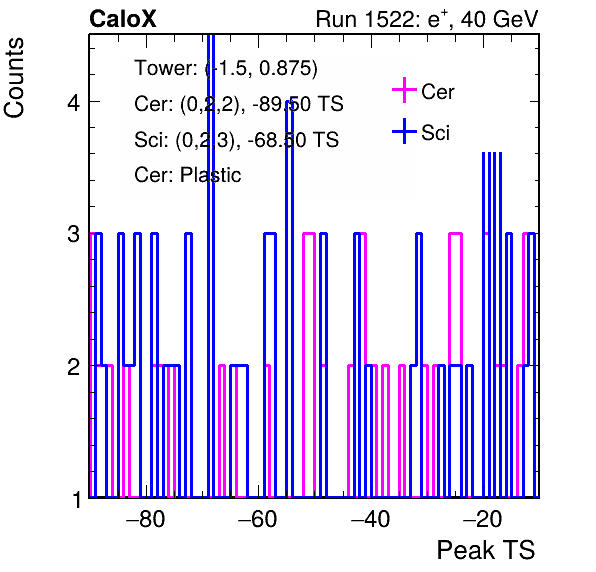 CaloX
Run 1522: e+, 40 GeV
Counts
Tower: (-1.5, 0.875)
Cer: (0,2,2), -89.50 TS
Sci: (0,2,3), -68.50 TS
Cer: Plastic
Cer
Sci
4
3
2
1
−80
−60
−40
−20
Peak TS